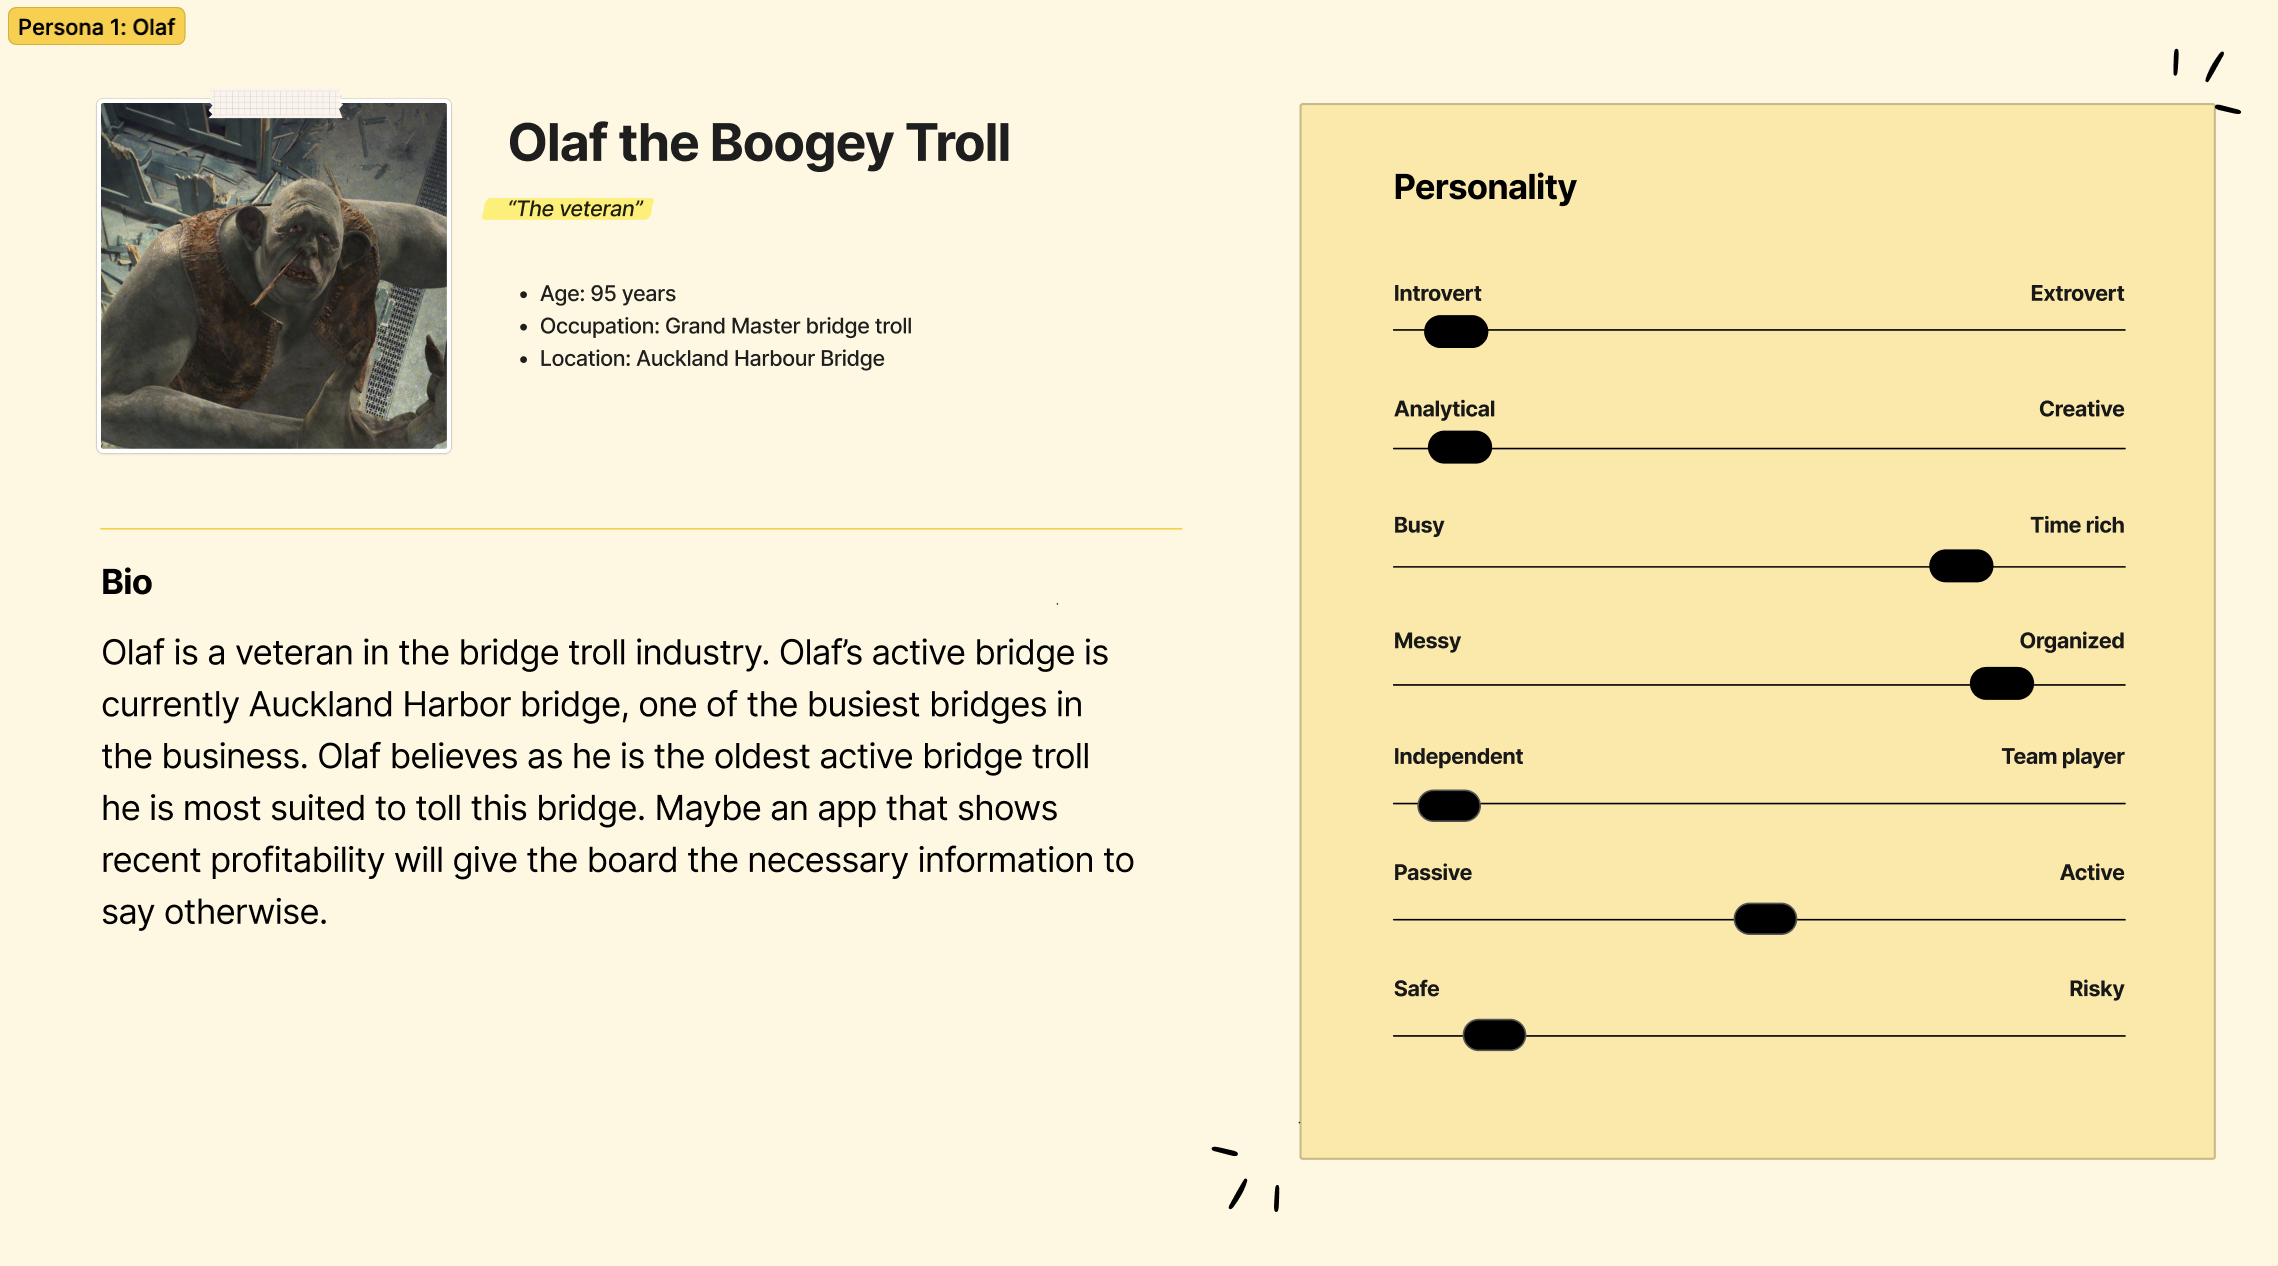 Persona 1: Olaf
Olaf the Boogey Troll
“The veteran”
• Age: 95 years
• Occupation: Grand Master bridge troll
• Location: Auckland Harbour Bridge
Bio
Olaf is a veteran in the bridge troll industry. Olaf’s active bridge is
currently Auckland Harbor bridge, one of the busiest bridges in
the business. Olaf believes as he is the oldest active bridge troll
he is most suited to toll this bridge. Maybe an app that shows
recent profitability will give the board the necessary information to
say otherwise.
Personality
Introvert Extrovert
Analytical Creative
Busy Time rich
Messy Organized
Independent Team player
Passive Active
Safe Risky